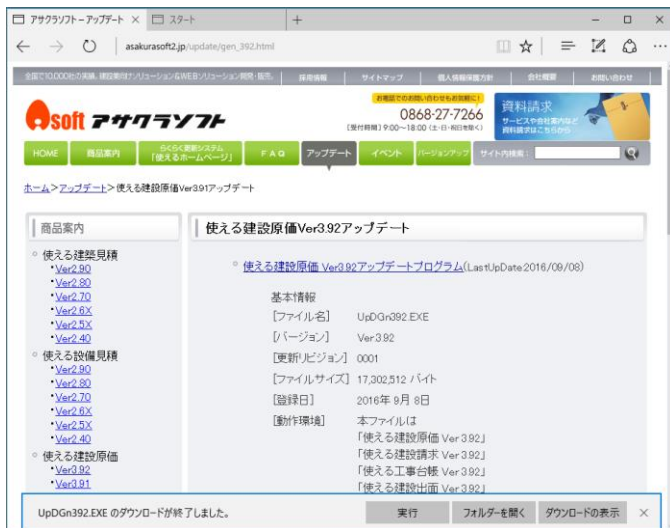 アサクラソフト - アップデート
スタート
asakurasoft2.jp/update/gen_392.html
全国で10,000社の実績、建設業向けソリューション&WEBソリューション開発・販売。
採用情報
サイトマップ
個人情報保護方針
会社概要
お問い合わせ
お電話でのお問い合わせもお気軽に!
0868-27-7266
[受付時間] 9:00~18:00 (土・日・祝日を除く)
資料請求
サービスや会社案内など
資料請求はこちらから
Asoft アサクラソフト
HOME
商品案内
らくらく更新システム
「使えるホームページ」
FAQ
アップデート
イベント
バージョンアップ
サイト内検索:
ホーム>アップデート>使える建設原価Ver3.91アップデート
商品案内
使える建築見積
・Ver2.90
・Ver2.80
・Ver2.70
・Ver2.6X
・Ver2.5X
・Ver2.40
使える設備見積
・Ver2.90
・Ver2.80
・Ver2.70
・Ver2.6X
・Ver2.5X
・Ver2.40
使える建設原価
・Ver3.92
・Ver3.91
使える建設原価Ver3.92アップデート
使える建設原価 Ver3.92アップデートプログラム(LastUpDate:2016/09/08)
基本情報
[ファイル名] UpDGn392.EXE
[バージョン] Ver.3.92
[更新リビジョン] 0001
[ファイルサイズ] 17,302,512 バイト
[登録日] 2016年 9月 8日
[動作環境] 本ファイルは
「使える建設原価 Ver 3.92」
「使える建設請求 Ver 3.92」
「使える工事台帳 Ver 3.92」
「使える建設出面 Ver 3.92」
UpDGn392.EXE のダウンロードが終了しました。
実行
フォルダーを開く
ダウンロードの表示